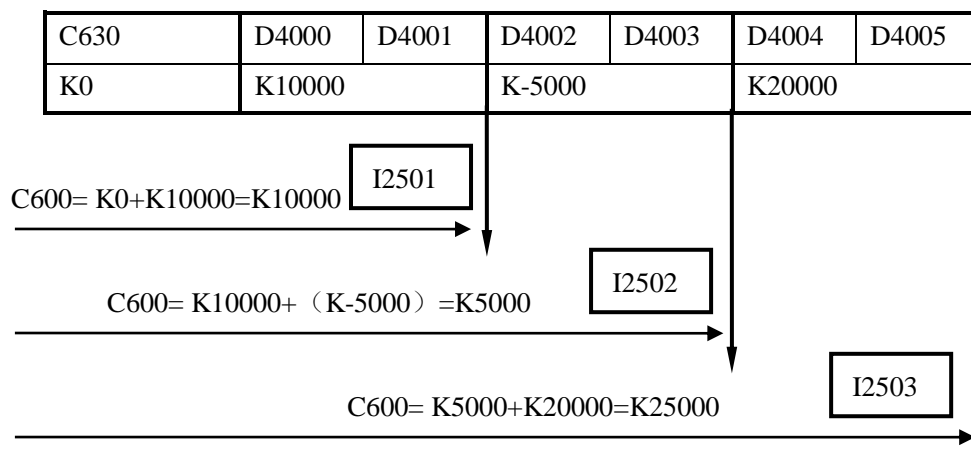 C630 D4000 D4001 D4002 D4003 D4004 D4005
K0 K10000 K-5000 K20000
I2501
C600= K0+K10000=K10000
I2502
C600= K10000+（K-5000）=K5000
I2503
C600= K5000+K20000=K25000